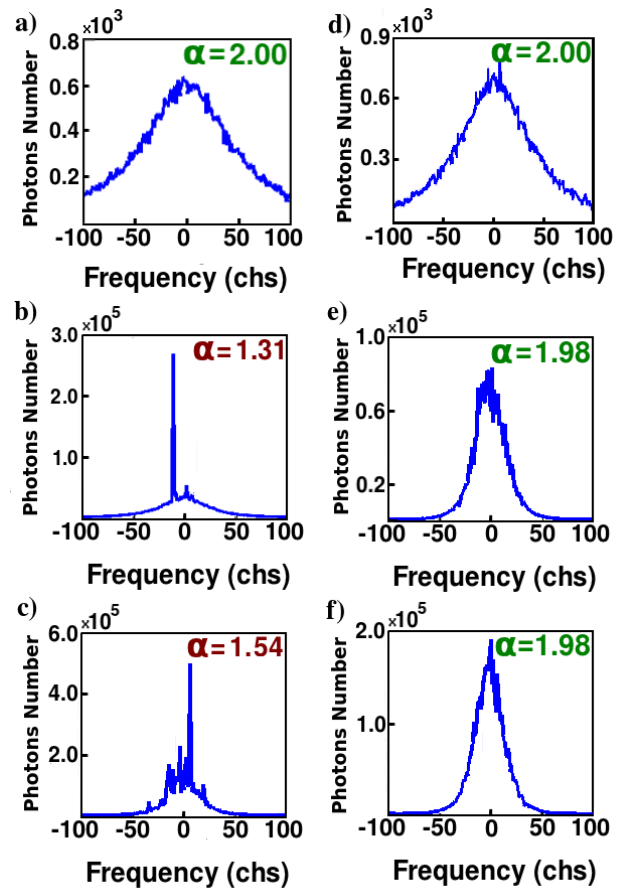 a)
×10³
α=2.00
0.8
0.6
0.4
0.2
Photons Number
-100 -50 0 50 100
Frequency (chs)
d)
×10³
α=2.00
0.9
0.6
0.3
Photons Number
-100 -50 0 50 100
Frequency (chs)
b)
×10⁵
α=1.31
3.0
2.0
1.0
Photons Number
-100 -50 0 50 100
Frequency (chs)
e)
×10⁵
α=1.98
1.0
0.6
0.2
Photons Number
-100 -50 0 50 100
Frequency (chs)
c)
×10⁵
α=1.54
6.0
4.0
2.0
Photons Number
-100 -50 0 50 100
Frequency (chs)
f)
×10⁵
α=1.98
2.0
1.0
Photons Number
-100 -50 0 50 100
Frequency (chs)